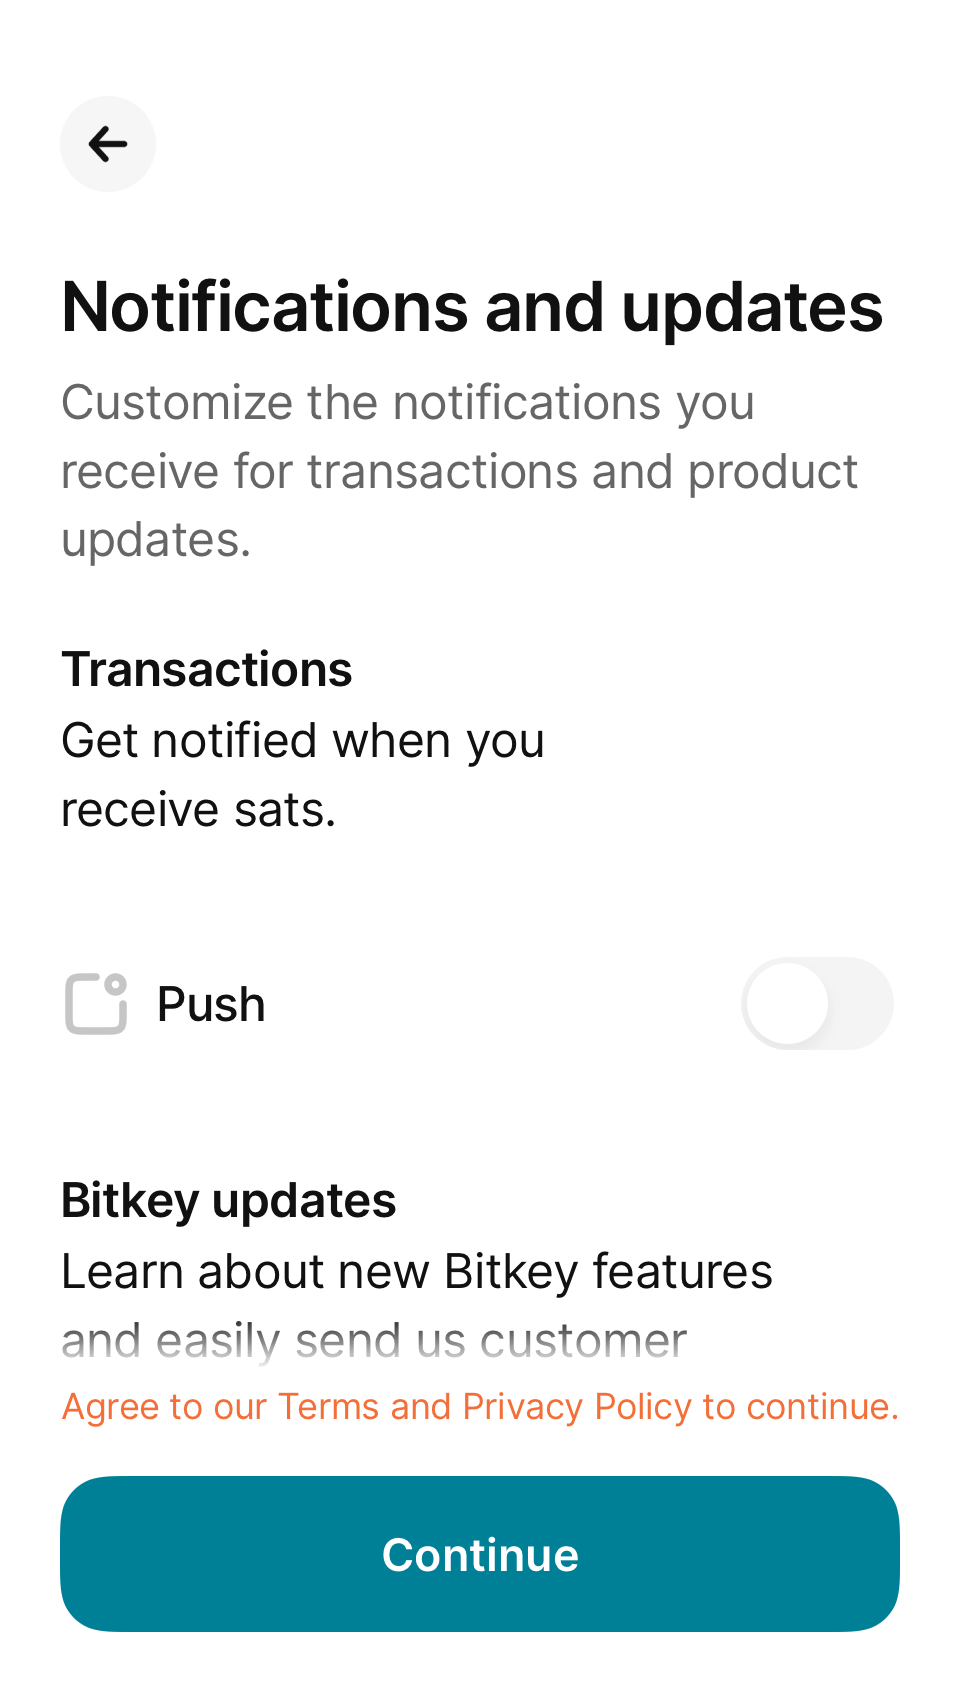 Notifications and updates
Customize the notifications you
receive for transactions and product
updates.
Transactions
Get notified when you
receive sats.
Push
Bitkey updates
Learn about new Bitkey features
and easily send us customer
Agree to our Terms and Privacy Policy to continue.
Continue